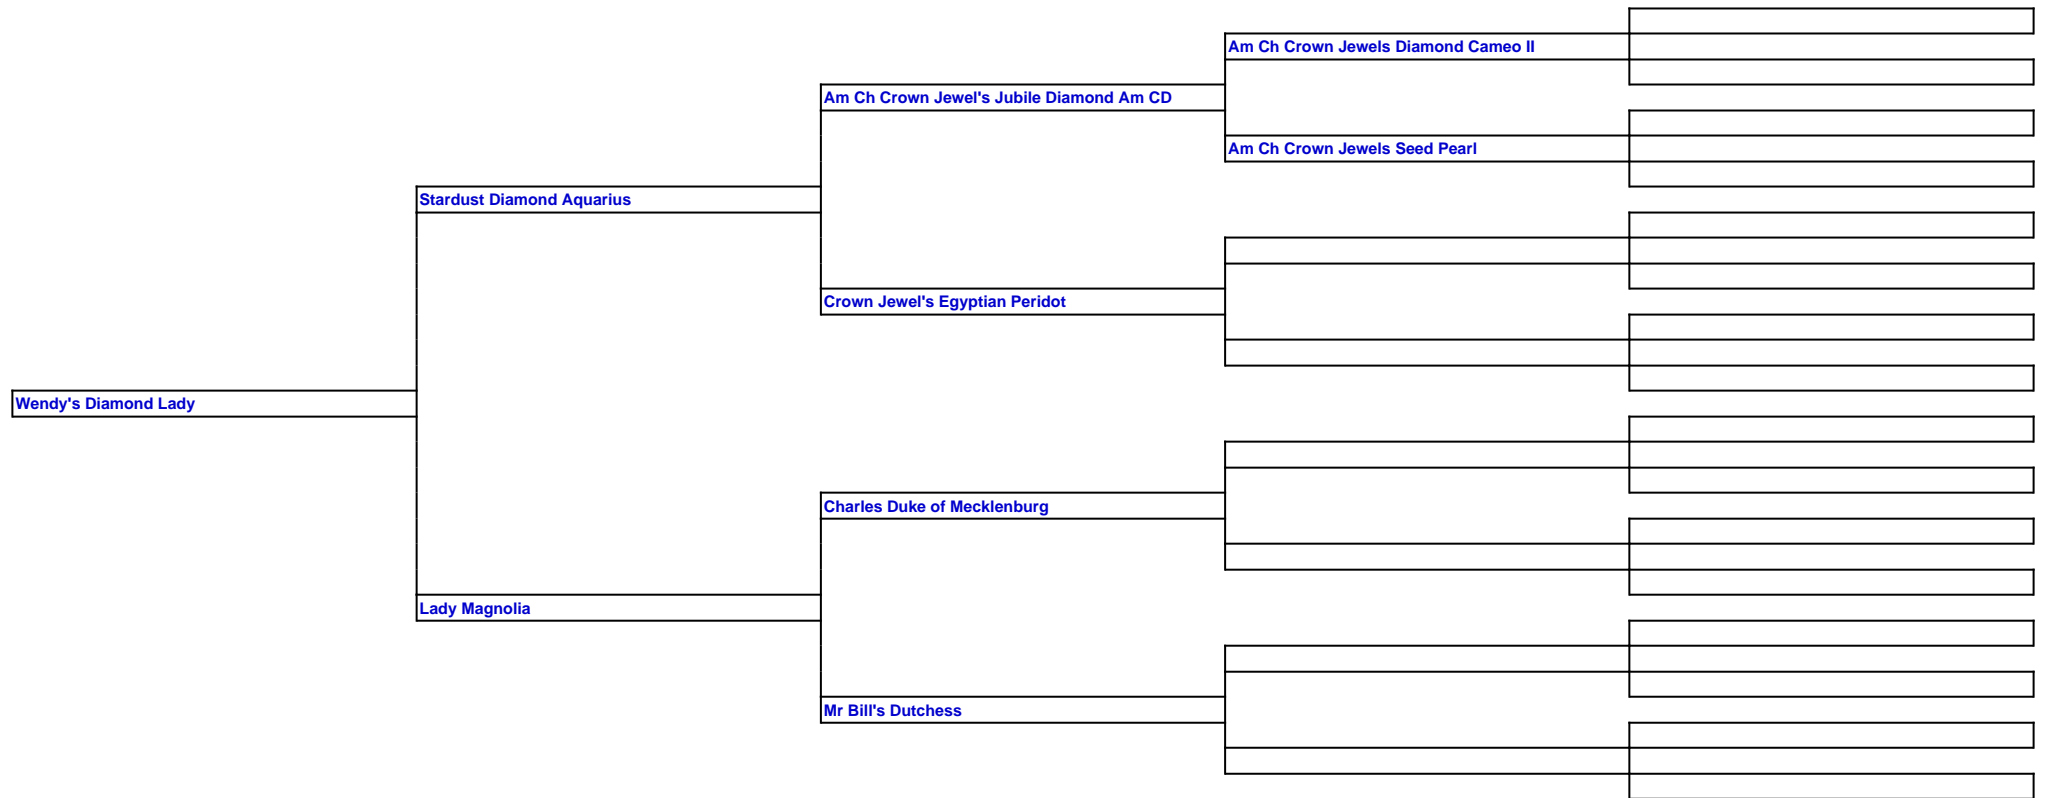 Am Ch Crown Jewels Diamond Cameo II
Am Ch Crown Jewel's Jubile Diamond Am CD
Am Ch Crown Jewels Seed Pearl
Stardust Diamond Aquarius
Crown Jewel's Egyptian Peridot
Wendy's Diamond Lady
Charles Duke of Mecklenburg
Lady Magnolia
Mr Bill's Dutchess